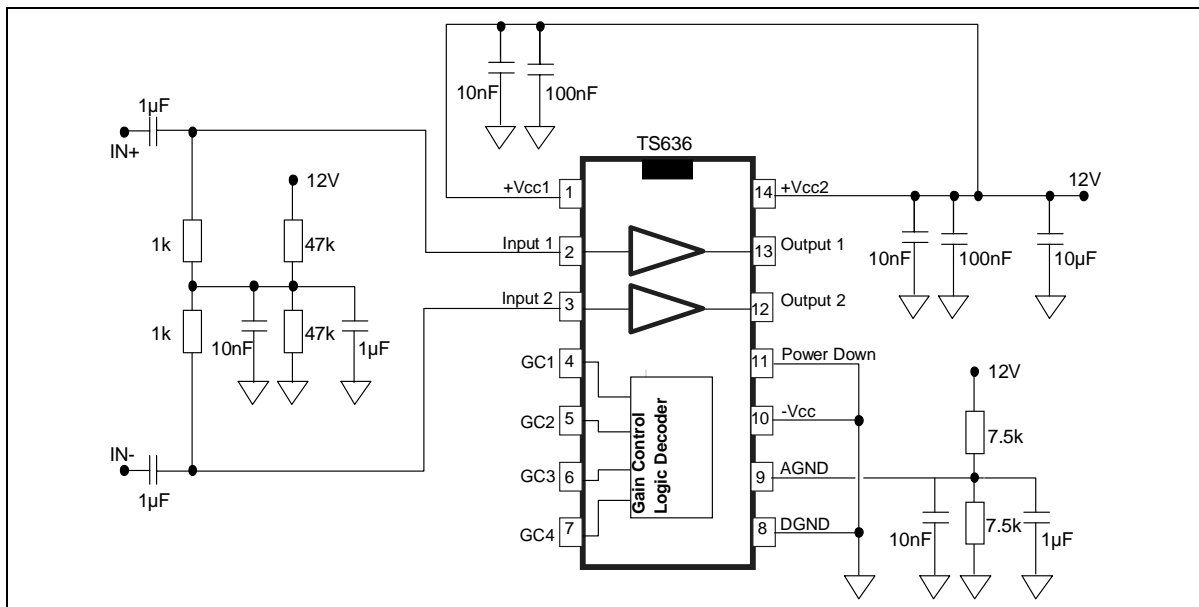 10nF
100nF
1µF
IN+
TS636
12V
+Vcc1
1
14
+Vcc2
12V
1k
47k
Input 1
2
13
Output 1
10nF
100nF
10µF
Input 2
3
12
Output 2
1k
10nF
47k
1µF
GC1
4
11
Power Down
12V
GC2
5
10
-Vcc
7.5k
IN-
1µF
GC3
6
Gain Control
Logic Decoder
9
AGND
GC4
7
8
DGND
10nF
7.5k
1µF